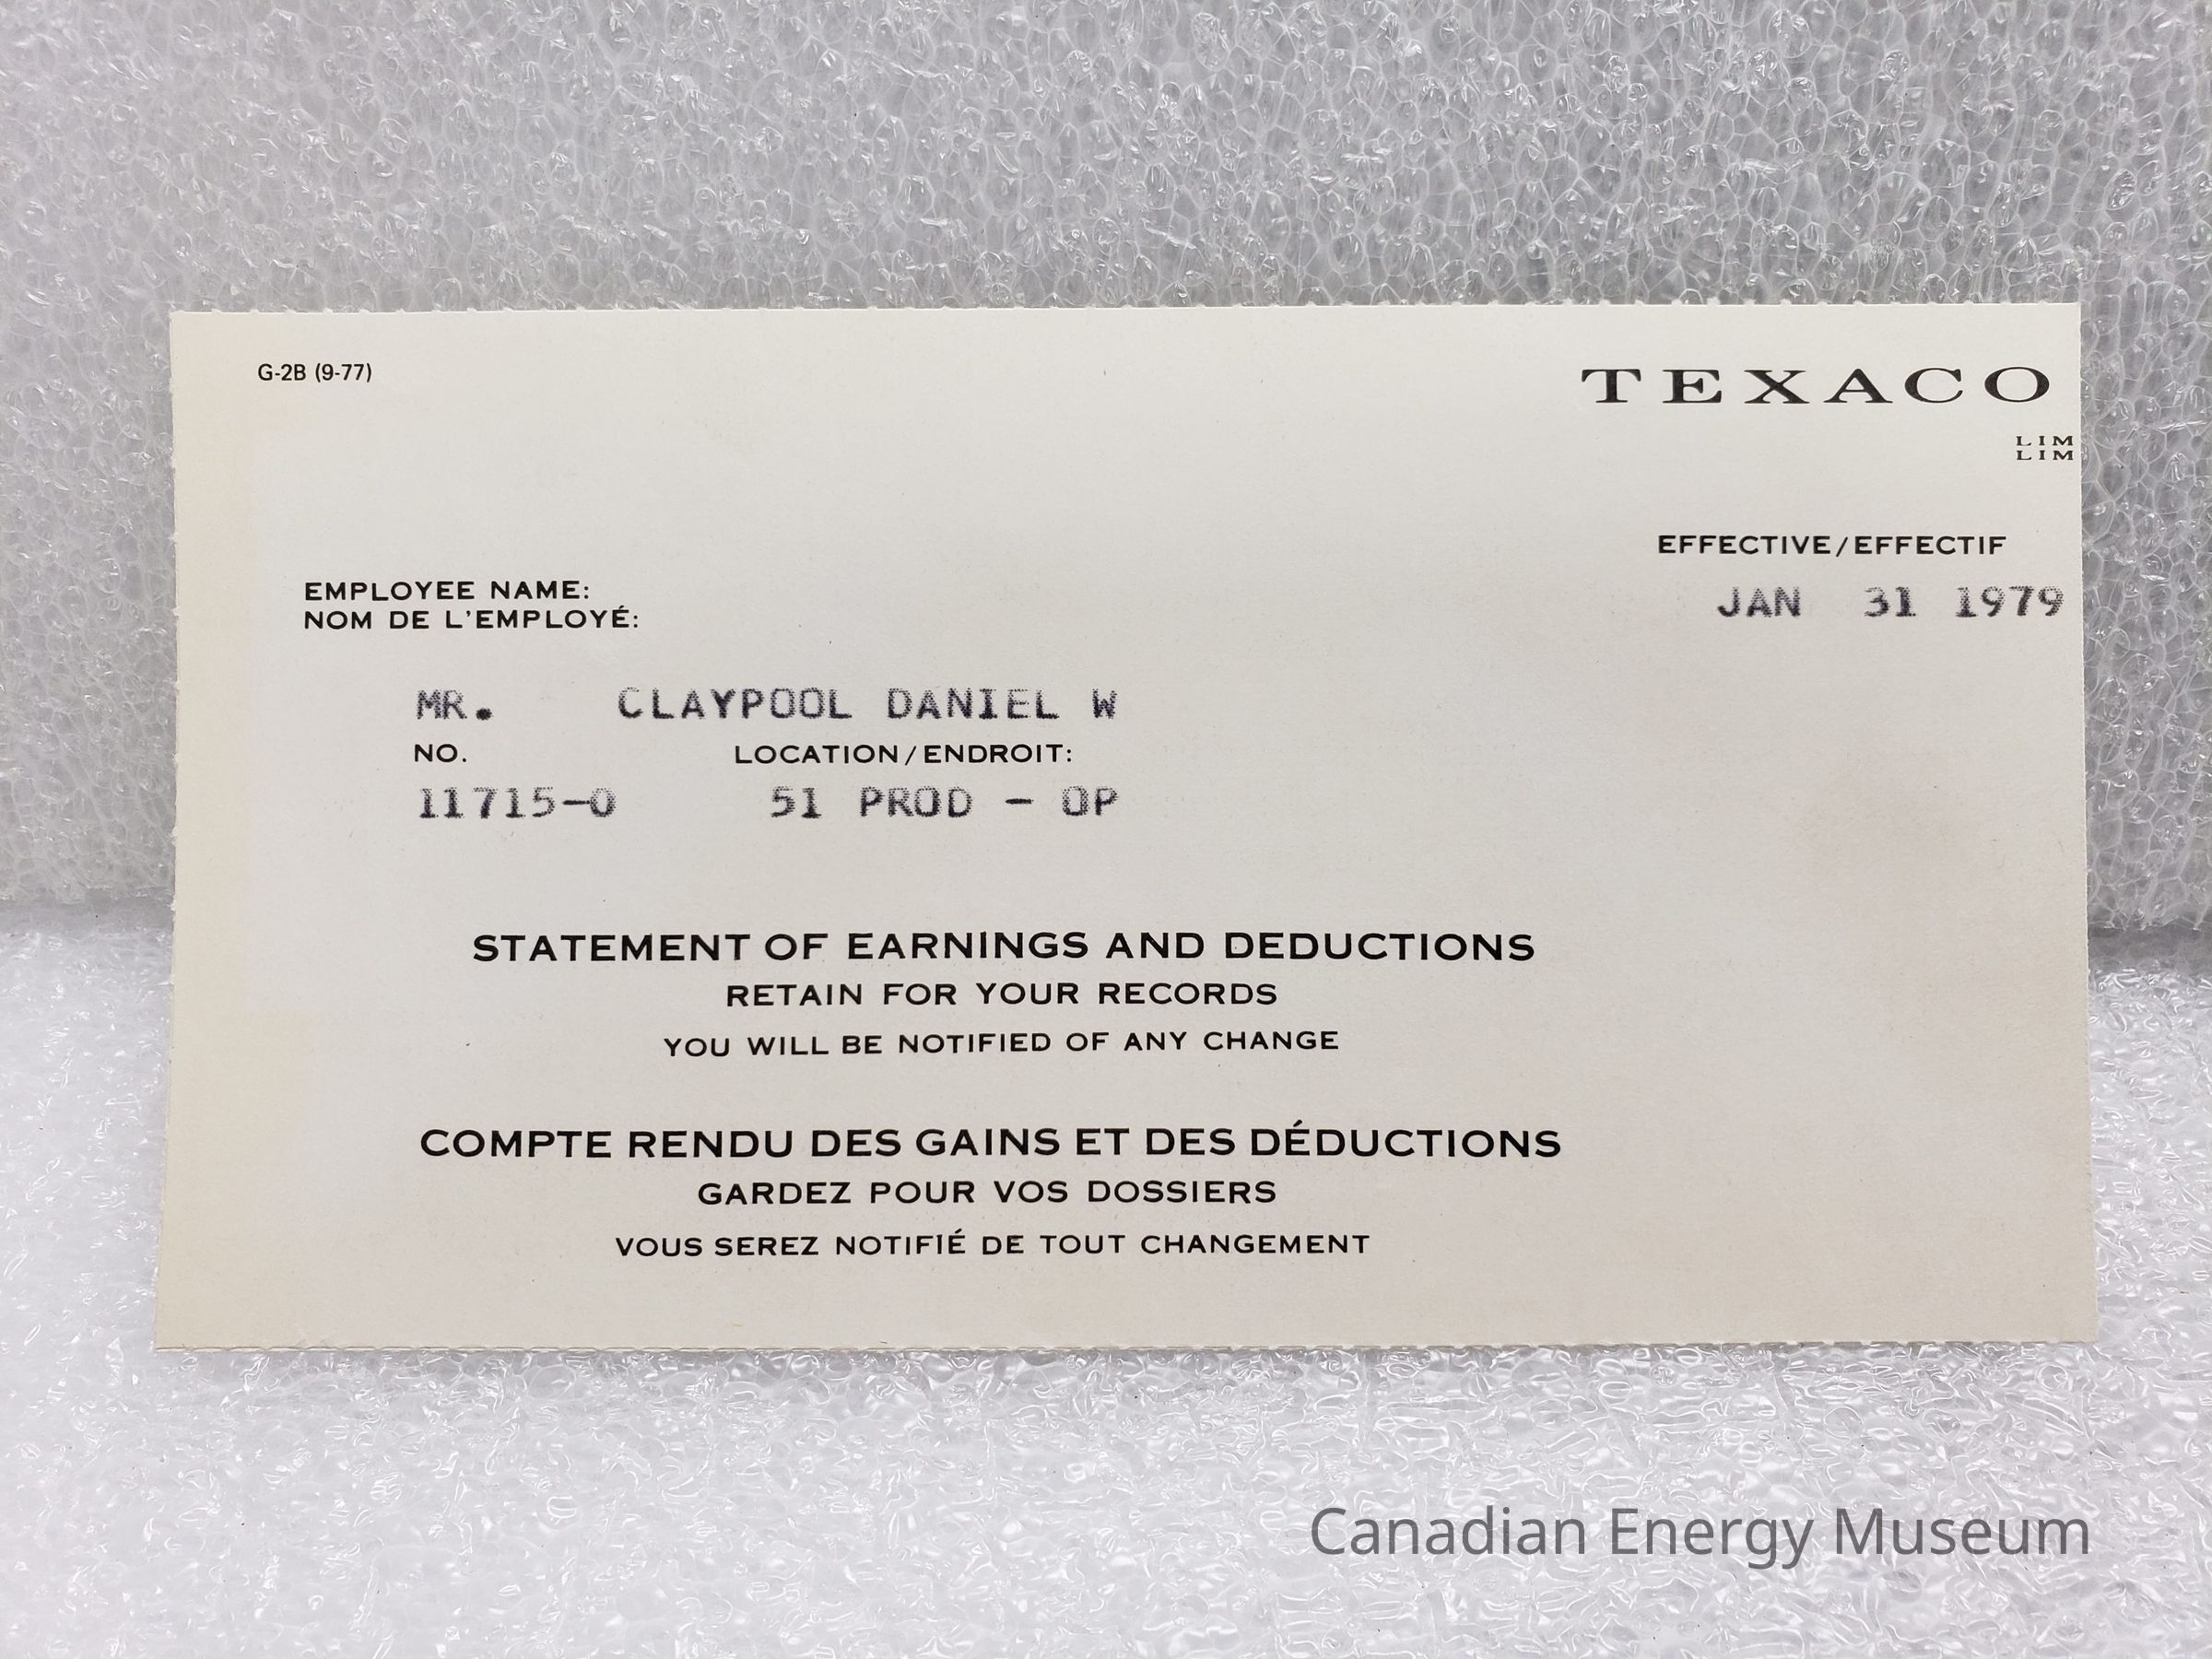 G-2B (9-77)
TEXACO
LIM
LIM
EFFECTIVE/EFFECTIF
JAN 31 1979
EMPLOYEE NAME:
NOM DE L'EMPLOYÉ:
MR. CLAYPOOL DANIEL W
NO. LOCATION/ENDROIT:
11715-0 51 PROD - OP
STATEMENT OF EARNINGS AND DEDUCTIONS
RETAIN FOR YOUR RECORDS
YOU WILL BE NOTIFIED OF ANY CHANGE
COMPTE RENDU DES GAINS ET DES DÉDUCTIONS
GARDEZ POUR VOS DOSSIERS
VOUS SEREZ NOTIFIÉ DE TOUT CHANGEMENT
Canadian Energy Museum